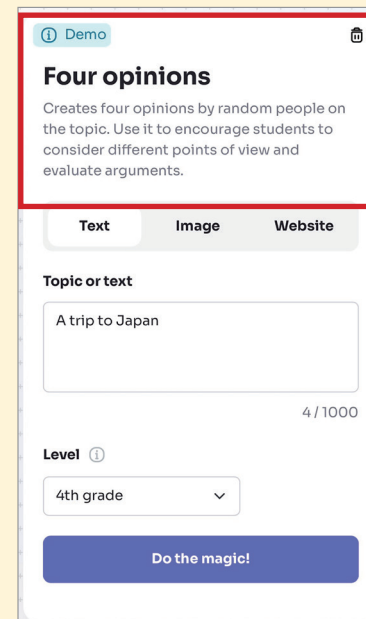 Demo
Four opinions
Creates four opinions by random people on
the topic. Use it to encourage students to
consider different points of view and
evaluate arguments.
Text Image Website
Topic or text
A trip to Japan
4 / 1000
Level
4th grade
Do the magic!